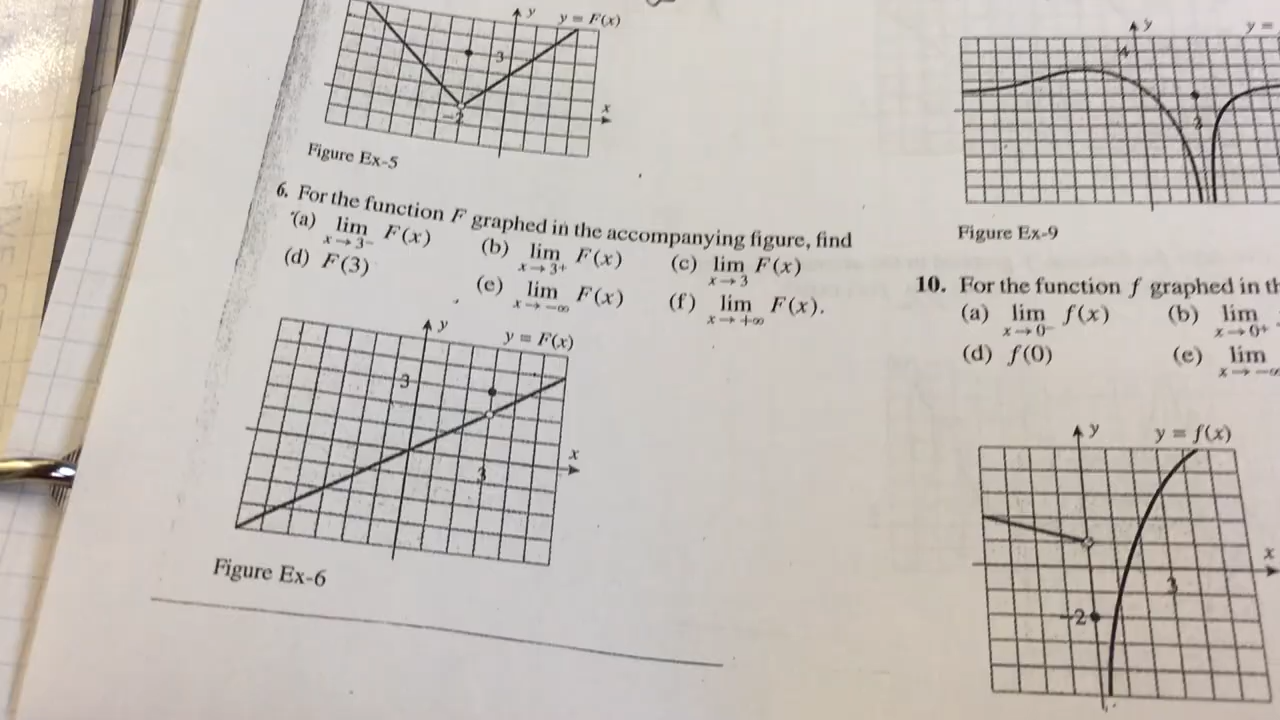 y
y = F(x)
3
x
-2
Figure Ex-5
6. For the function F graphed in the accompanying figure, find
(a) lim x→3⁻ F(x)
(b) lim x→3⁺ F(x)
(c) lim x→3 F(x)
(d) F(3)
(e) lim x→−∞ F(x)
(f) lim x→+∞ F(x).
y
y = F(x)
3
x
3
Figure Ex-6
y
y =
4
3
Figure Ex-9
10. For the function f graphed in th
(a) lim x→0⁻ f(x)
(b) lim x→0⁺
(d) f(0)
(e) lim x→−∞
y
y = f(x)
x
3
-2